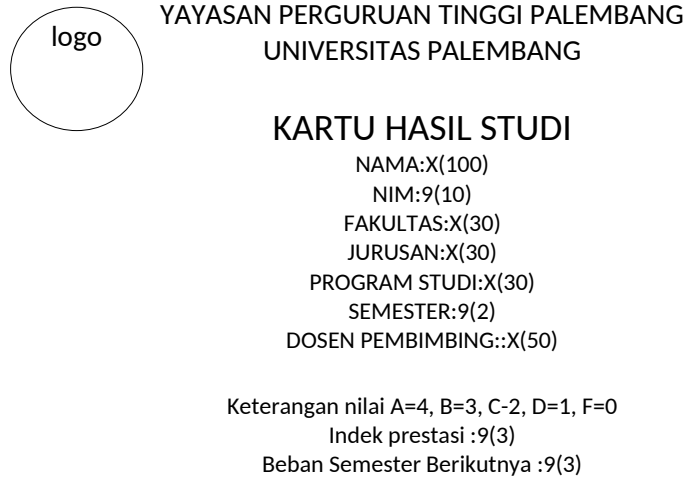 logo
YAYASAN PERGURUAN TINGGI PALEMBANG
UNIVERSITAS PALEMBANG
KARTU HASIL STUDI
NAMA:X(100)
NIM:9(10)
FAKULTAS:X(30)
JURUSAN:X(30)
PROGRAM STUDI:X(30)
SEMESTER:9(2)
DOSEN PEMBIMBING::X(50)
Keterangan nilai A=4, B=3, C-2, D=1, F=0
Indek prestasi :9(3)
Beban Semester Berikutnya :9(3)